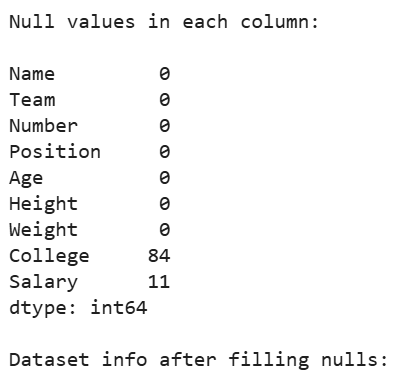 Null values in each column:
Name 0
Team 0
Number 0
Position 0
Age 0
Height 0
Weight 0
College 84
Salary 11
dtype: int64
Dataset info after filling nulls: